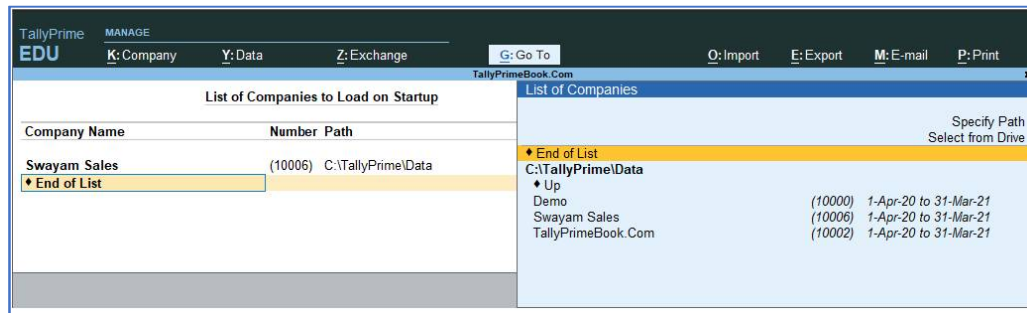 TallyPrime MANAGE
EDU K: Company Y: Data Z: Exchange G: Go To O: Import E: Export M: E-mail P: Print
TallyPrimeBook.Com x
List of Companies to Load on Startup
Company Name Number Path
Swayam Sales (10006) C:\TallyPrime\Data
♦ End of List
List of Companies
Specify Path
Select from Drive
♦ End of List
C:\TallyPrime\Data
♦ Up
Demo (10000) 1-Apr-20 to 31-Mar-21
Swayam Sales (10006) 1-Apr-20 to 31-Mar-21
TallyPrimeBook.Com (10002) 1-Apr-20 to 31-Mar-21